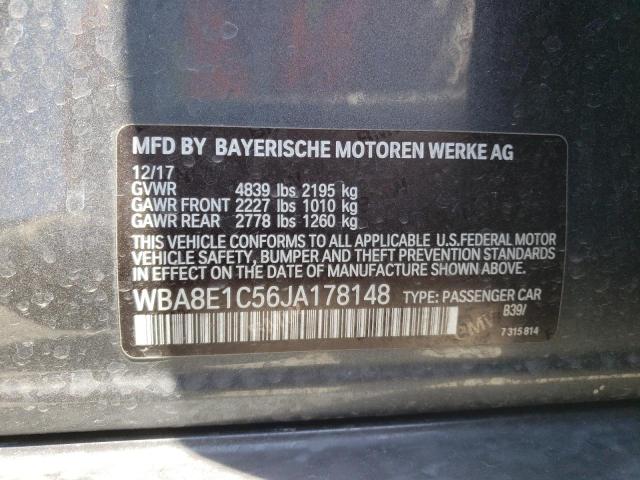 MFD BY BAYERISCHE MOTOREN WERKE AG
12/17
GVWR 4839 lbs 2195 kg
GAWR FRONT 2227 lbs 1010 kg
GAWR REAR 2778 lbs 1260 kg
THIS VEHICLE CONFORMS TO ALL APPLICABLE U.S.FEDERAL MOTOR
VEHICLE SAFETY, BUMPER AND THEFT PREVENTION STANDARDS
IN EFFECT ON THE DATE OF MANUFACTURE SHOWN ABOVE.
WBA8E1C56JA178148 TYPE: PASSENGER CAR
B39/
7 315 814